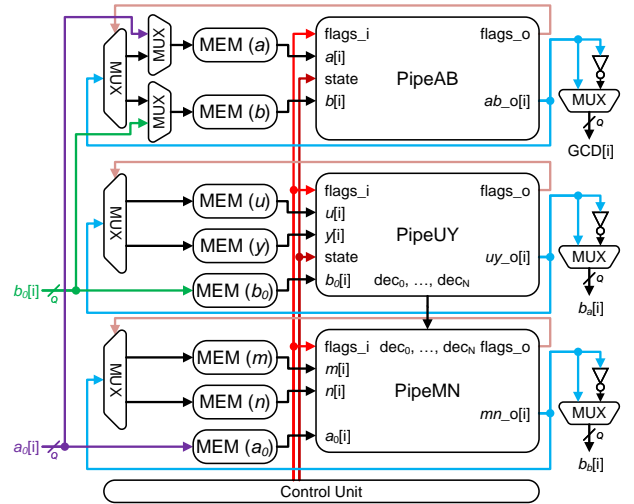 MUX
MUX
MEM (a)
MUX
MEM (b)
flags_i
flags_o
a[i]
state
PipeAB
b[i]
ab_o[i]
MUX
Q
GCD[i]
MUX
MEM (u)
MEM (y)
MEM (b₀)
flags_i
flags_o
u[i]
y[i]
PipeUY
state
uy_o[i]
b₀[i]
dec₀, …, decN
MUX
Q
bₐ[i]
b₀[i]
Q
MUX
MEM (m)
MEM (n)
MEM (a₀)
flags_i
dec₀, …, decN
flags_o
m[i]
n[i]
PipeMN
mn_o[i]
a₀[i]
MUX
Q
b_b[i]
a₀[i]
Q
Control Unit